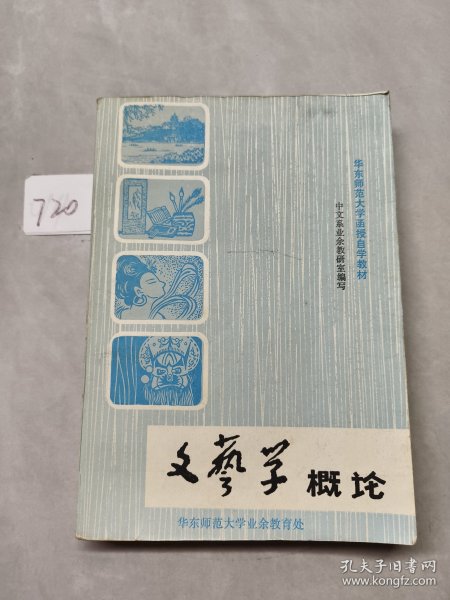 720
华东师范大学函授自学教材
中文系业余教研室编写
文艺学 概论
华东师范大学业余教育处
孔夫子旧书网
www.kongfz.com